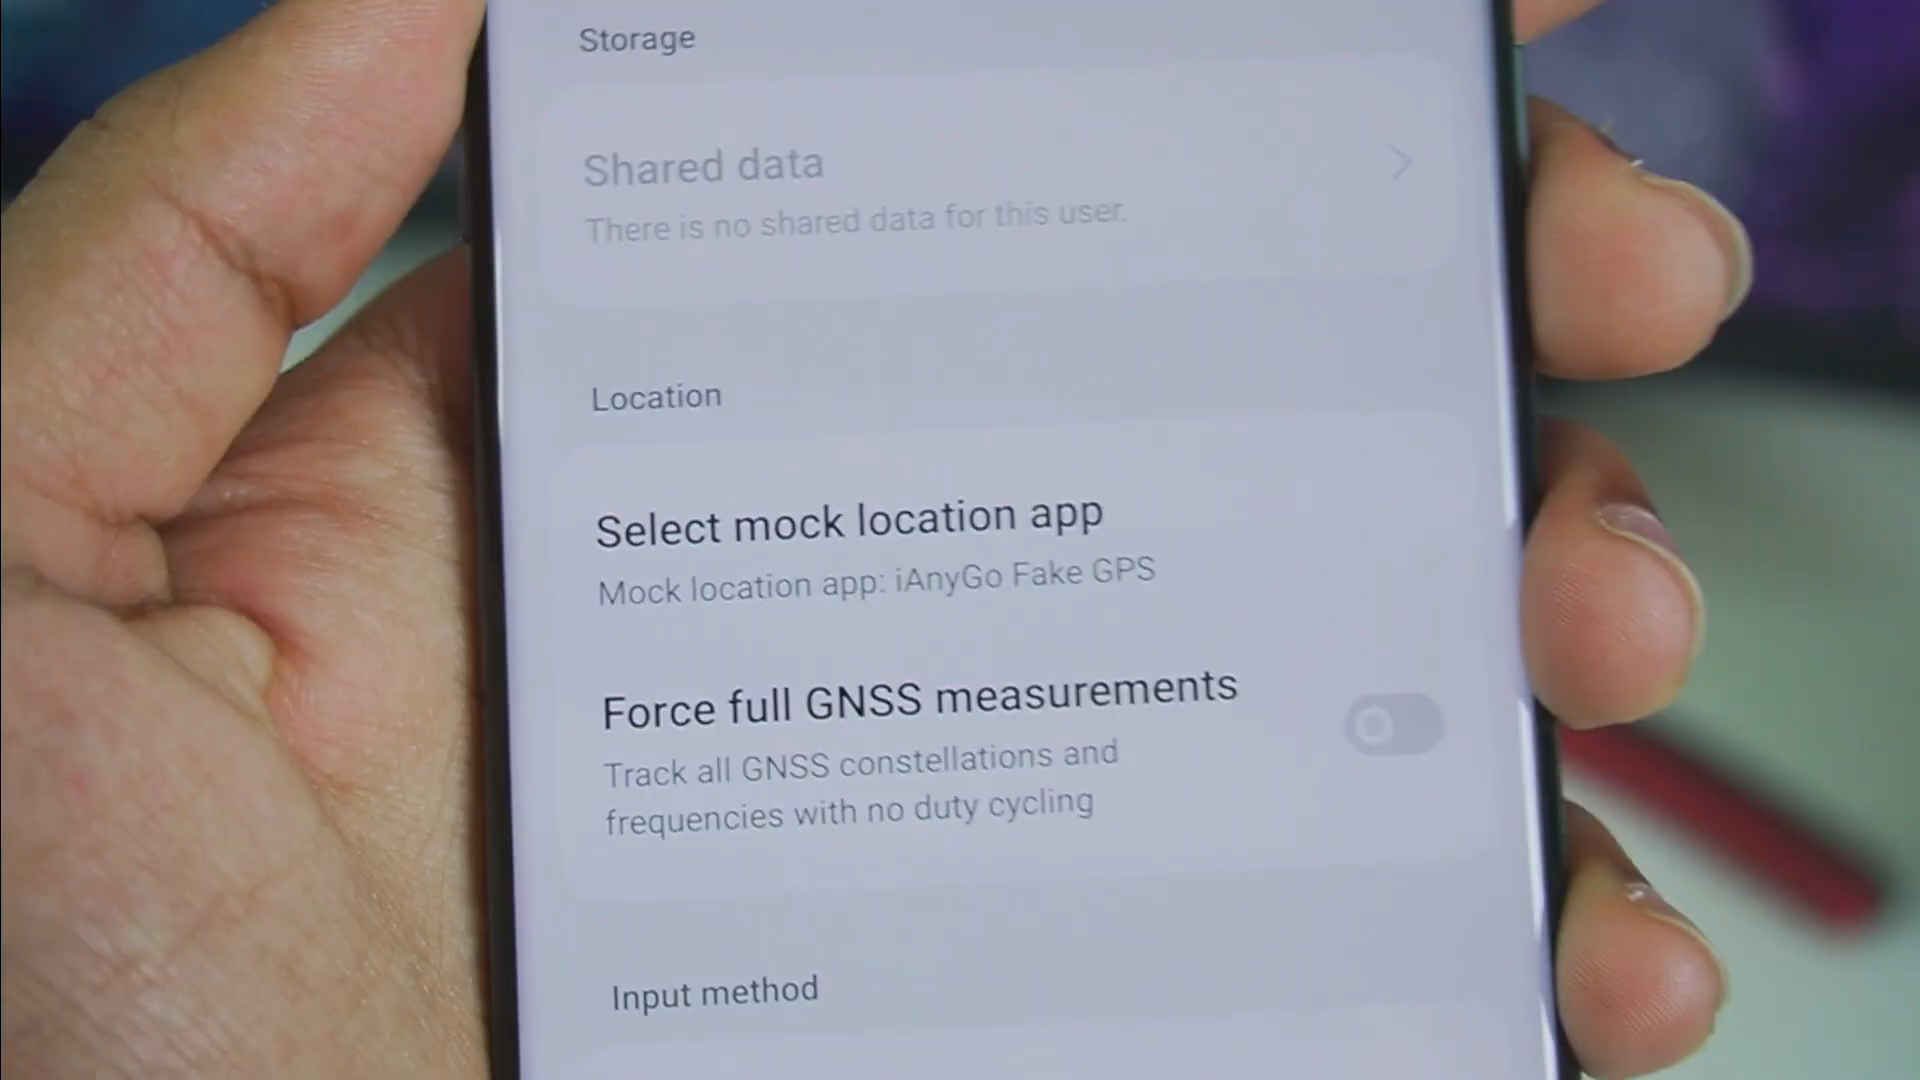 Storage
Shared data
There is no shared data for this user.
Location
Select mock location app
Mock location app: iAnyGo Fake GPS
Force full GNSS measurements
Track all GNSS constellations and
frequencies with no duty cycling
Input method